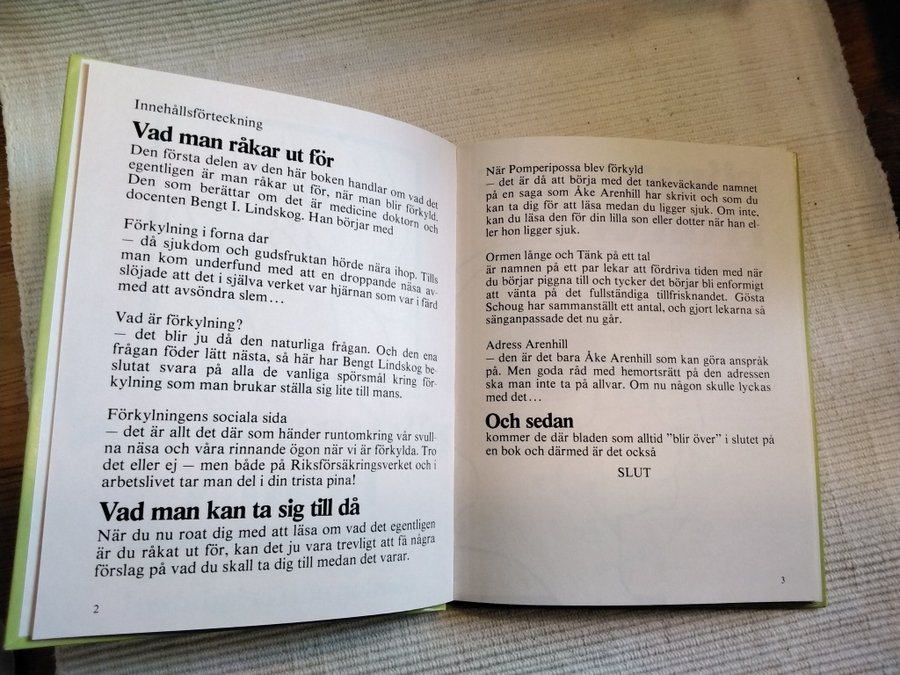 Innehållsförteckning
Vad man råkar ut för
Den första delen av den här boken handlar om vad det
egentligen är man råkar ut för, när man blir förkyld.
Den som berättar om det är medicine doktorn och
docenten Bengt I. Lindskog. Han börjar med
Förkylning i forna dar
— då sjukdom och gudsfruktan hörde nära ihop. Tills
man kom underfund med att en droppande näsa av-
slöjade att det i själva verket var hjärnan som var i färd
med att avsöndra slem...
Vad är förkylning?
— det blir ju då den naturliga frågan. Och den ena
frågan föder lätt nästa, så här har Bengt Lindskog be-
slutat svara på alla de vanliga spörsmål kring för-
kylning som man brukar ställa sig lite till mans.
Förkylningens sociala sida
— det är allt det där som händer runtomkring vår svull-
na näsa och våra rinnande ögon när vi är förkylda. Tro
det eller ej — men både på Riksförsäkringsverket och i
arbetslivet tar man del i din trista pina!
Vad man kan ta sig till då
När du nu roat dig med att läsa om vad det egentligen
är du råkat ut för, kan det ju vara trevligt att få några
förslag på vad du skall ta dig till medan det varar.
2
När Pomperipossa blev förkyld
— det är då att börja med det tankeväckande namnet
på en saga som Åke Arenhill har skrivit och som du
kan ta dig för att läsa medan du ligger sjuk. Om inte,
kan du läsa den för din lilla son eller dotter när han el-
ler hon ligger sjuk.
Ormen långe och Tänk på ett tal
är namnen på ett par lekar att fördriva tiden med när
du börjar piggna till och tycker det börjar bli enformigt
att vänta på det fullständiga tillfrisknandet. Gösta
Schoug har sammanställt ett antal, och gjort lekarna så
sänganpassade det nu går.
Adress Arenhill
— den är det bara Åke Arenhill som kan göra anspråk
på. Men goda råd med hemortsrätt på den adressen
ska man inte ta på allvar. Om nu någon skulle lyckas
med det...
Och sedan
kommer de där bladen som alltid "blir över" i slutet på
en bok och därmed är det också
SLUT
3